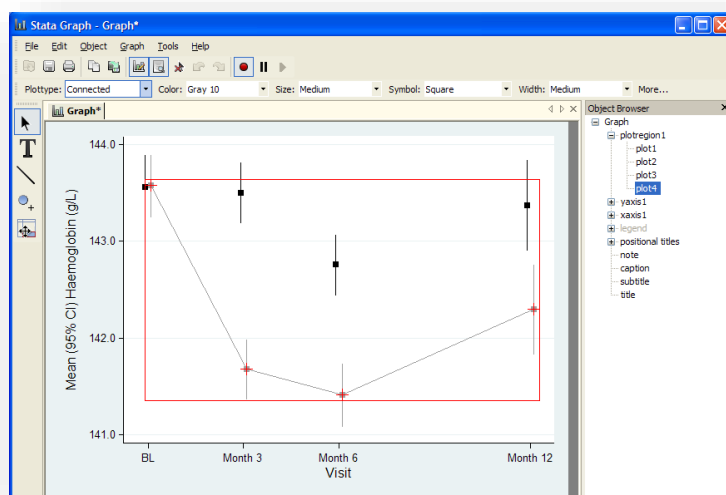 Stata Graph - Graph*
File Edit Object Graph Tools Help
Plottype: Connected Color: Gray 10 Size: Medium Symbol: Square Width: Medium More...
Graph*
Object Browser
Graph
plotregion1
plot1
plot2
plot3
plot4
yaxis1
xaxis1
legend
positional titles
note
caption
subtitle
title
Mean (95% CI) Haemoglobin (g/L)
144.0
143.0
142.0
141.0
BL Month 3 Month 6 Month 12
Visit